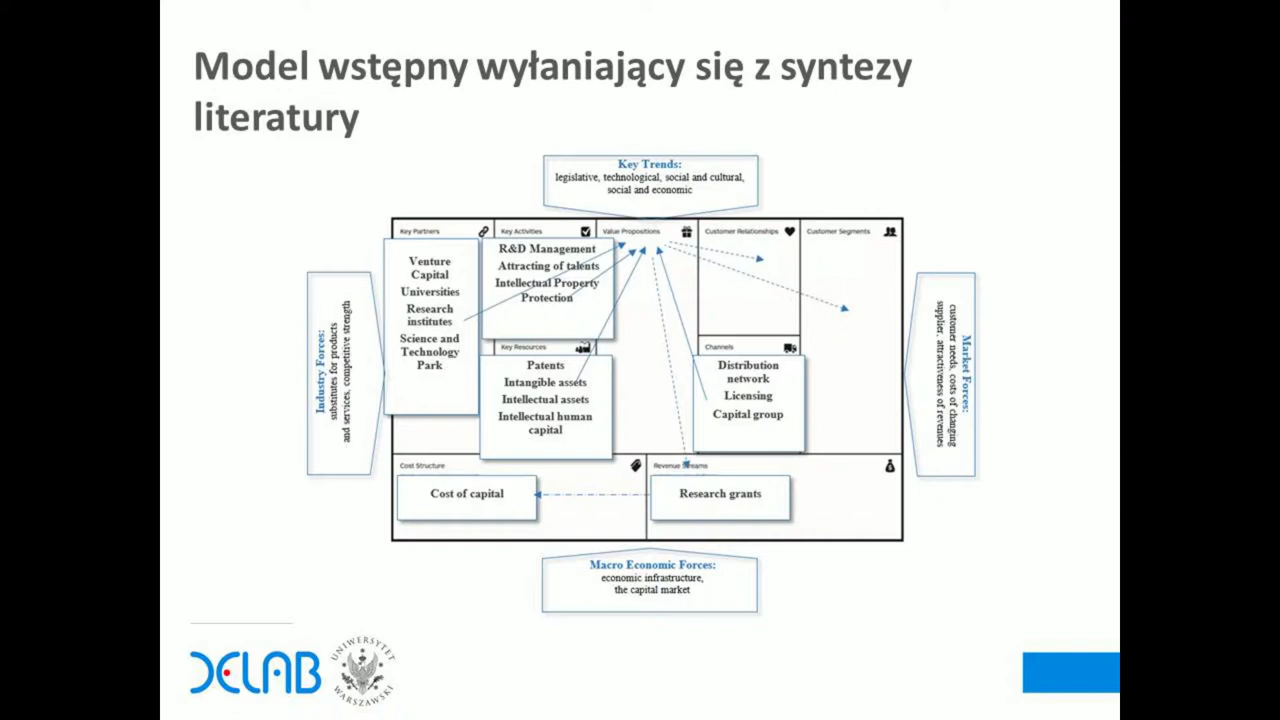 Model wstępny wyłaniający się z syntezy
literatury
Key Trends:
legislative, technological, social and cultural,
social and economic
Key Partners
Key Activities
Value Propositions
Customer Relationships
Customer Segments
Venture
Capital
Universities
Research
institutes
Science and
Technology
Park
R&D Management
Attracting of talents
Intellectual Property
Protection
Key Resources
Patents
Intangible assets
Intellectual assets
Intellectual human
capital
Channels
Distribution
network
Licensing
Capital group
Industry Forces:
substitutes for products
and services, competitive strength
Market Forces:
customer needs, costs of changing
supplier, attractiveness of revenues
Cost Structure
Cost of capital
Revenue Streams
Research grants
Macro Economic Forces:
economic infrastructure,
the capital market
DELAB
UNIWERSYTET
WARSZAWSKI